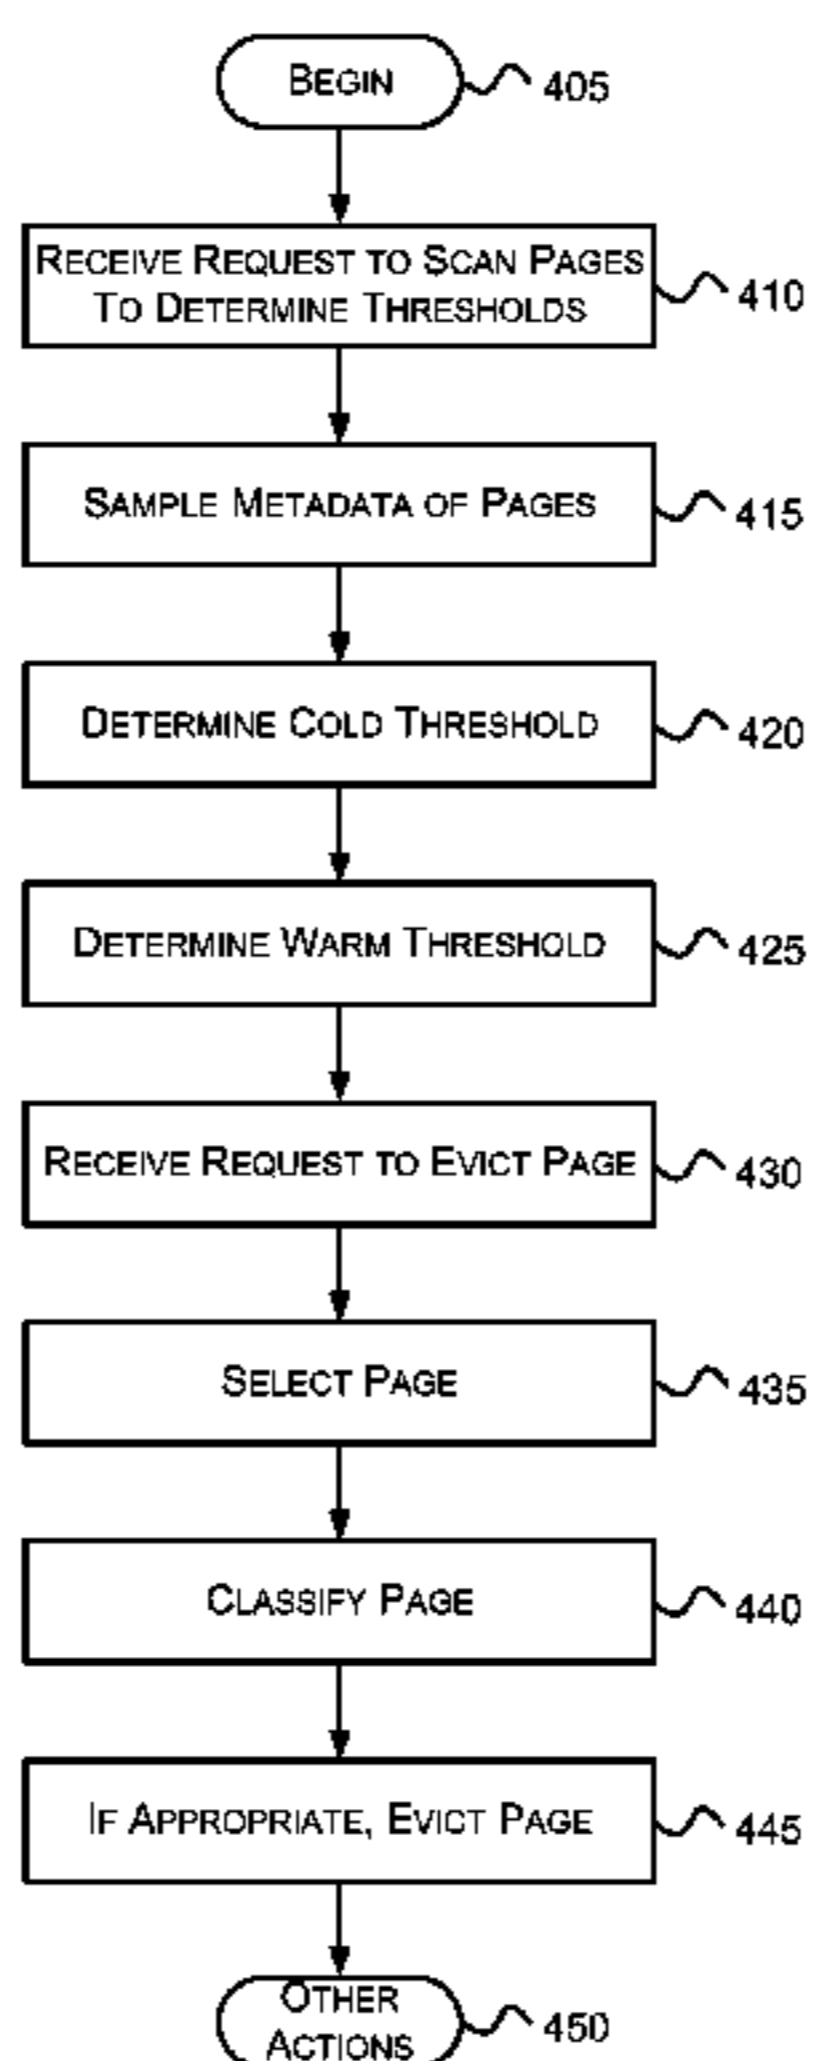 BEGIN
405
RECEIVE REQUEST TO SCAN PAGES
TO DETERMINE THRESHOLDS
410
SAMPLE METADATA OF PAGES
415
DETERMINE COLD THRESHOLD
420
DETERMINE WARM THRESHOLD
425
RECEIVE REQUEST TO EVICT PAGE
430
SELECT PAGE
435
CLASSIFY PAGE
440
IF APPROPRIATE, EVICT PAGE
445
OTHER
ACTIONS
450